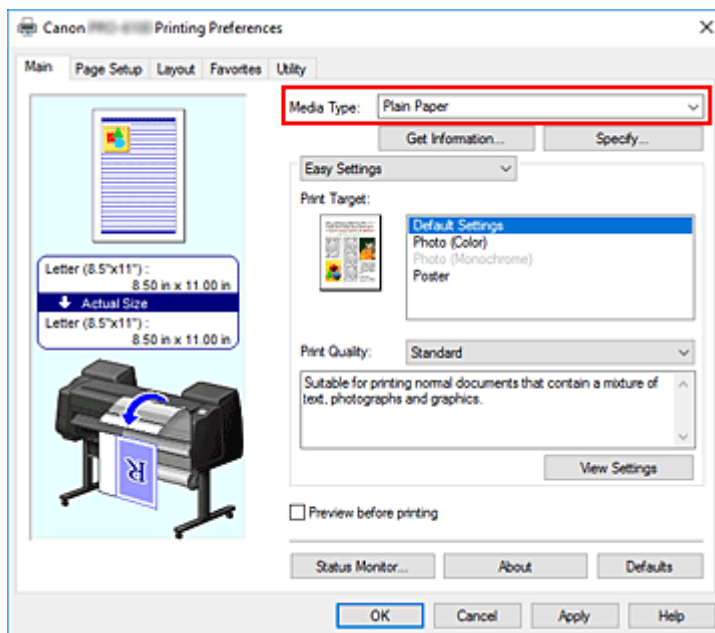 Canon Printing Preferences
Main Page Setup Layout Favorites Utility
Media Type: Plain Paper
Get Information... Specify...
Easy Settings
Print Target:
Default Settings
Photo (Color)
Photo (Monochrome)
Poster
Letter (8.5"x11") :
8.50 in x 11.00 in
Actual Size
Letter (8.5"x11") :
8.50 in x 11.00 in
R
Print Quality: Standard
Suitable for printing normal documents that contain a mixture of
text, photographs and graphics.
View Settings
Preview before printing
Status Monitor... About Defaults
OK Cancel Apply Help